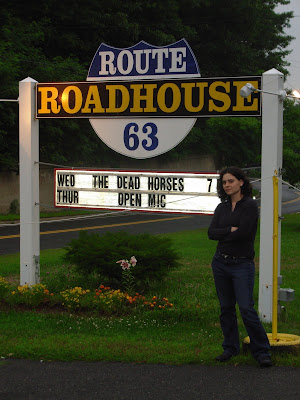 ROUTE
ROADHOUSE
63
WED THE DEAD HORSES 7
THUR OPEN MIC